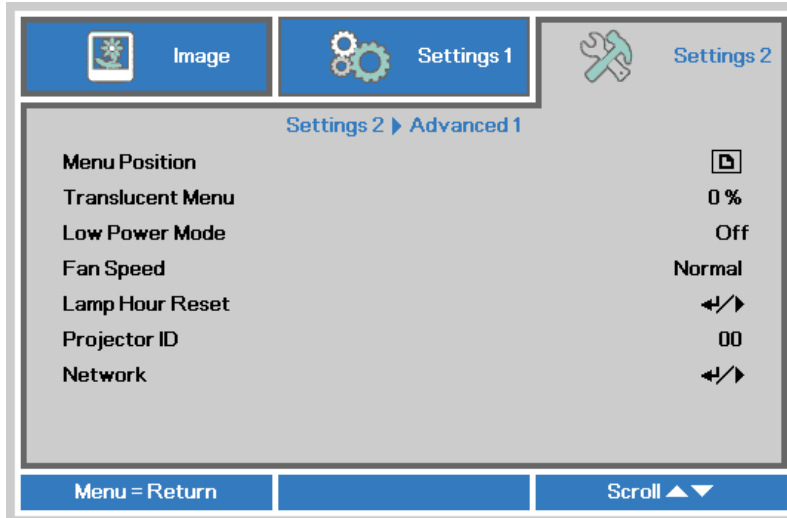 Image
Settings 1
Settings 2
Settings 2 Advanced 1
Menu Position
Translucent Menu 0 %
Low Power Mode Off
Fan Speed Normal
Lamp Hour Reset
Projector ID 00
Network
Menu = Return
Scroll